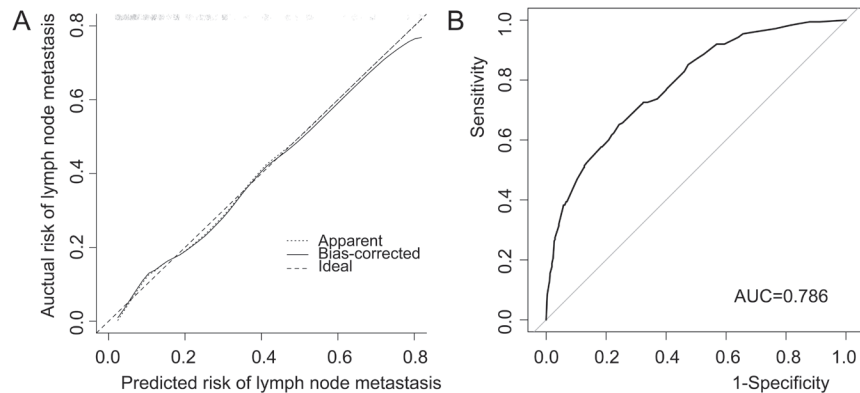 A
Auctual risk of lymph node metastasis
0.8
0.6
0.4
0.2
0.0
Apparent
Bias-corrected
Ideal
0.0 0.2 0.4 0.6 0.8
Predicted risk of lymph node metastasis
B
Sensitivity
1.0
0.8
0.6
0.4
0.2
0.0
AUC=0.786
0.0 0.2 0.4 0.6 0.8 1.0
1-Specificity